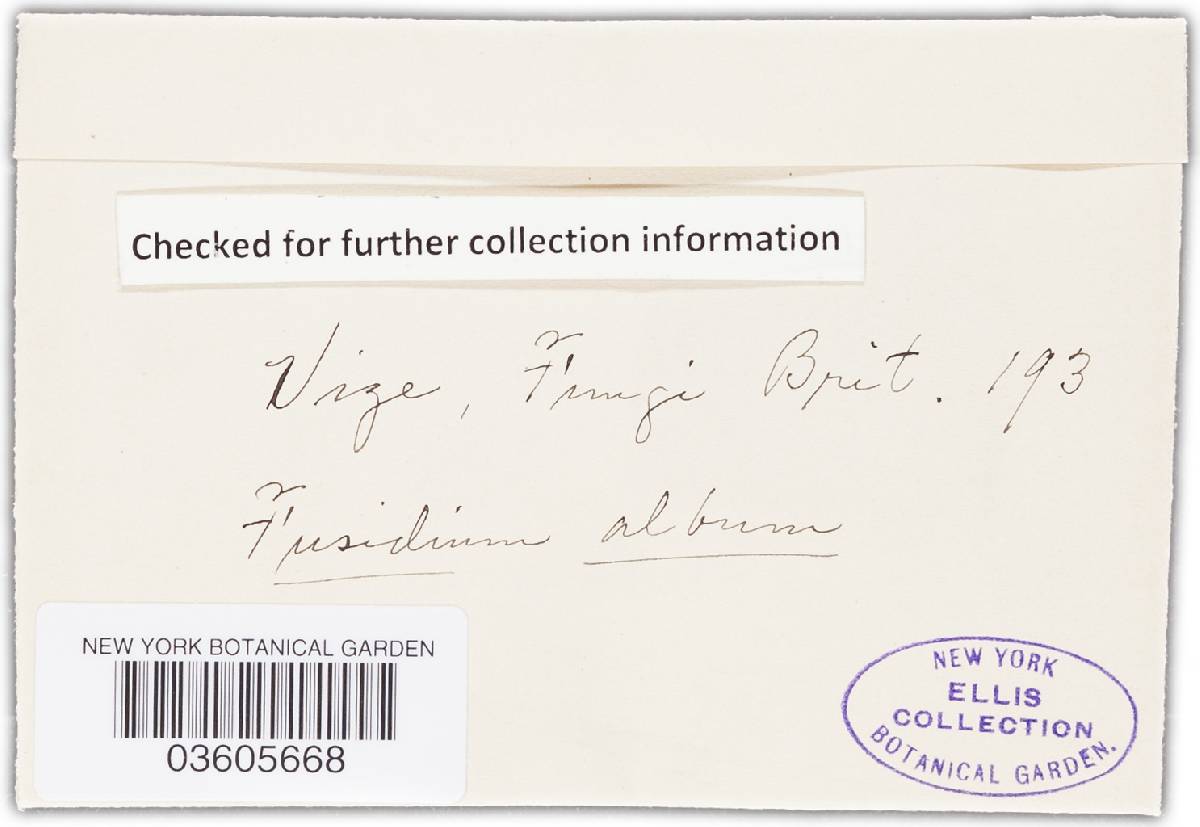 Checked for further collection information
Vize, Fungi Brit. 193
Fusidium album
NEW YORK BOTANICAL GARDEN
03605668
NEW YORK
ELLIS
COLLECTION
BOTANICAL GARDEN.